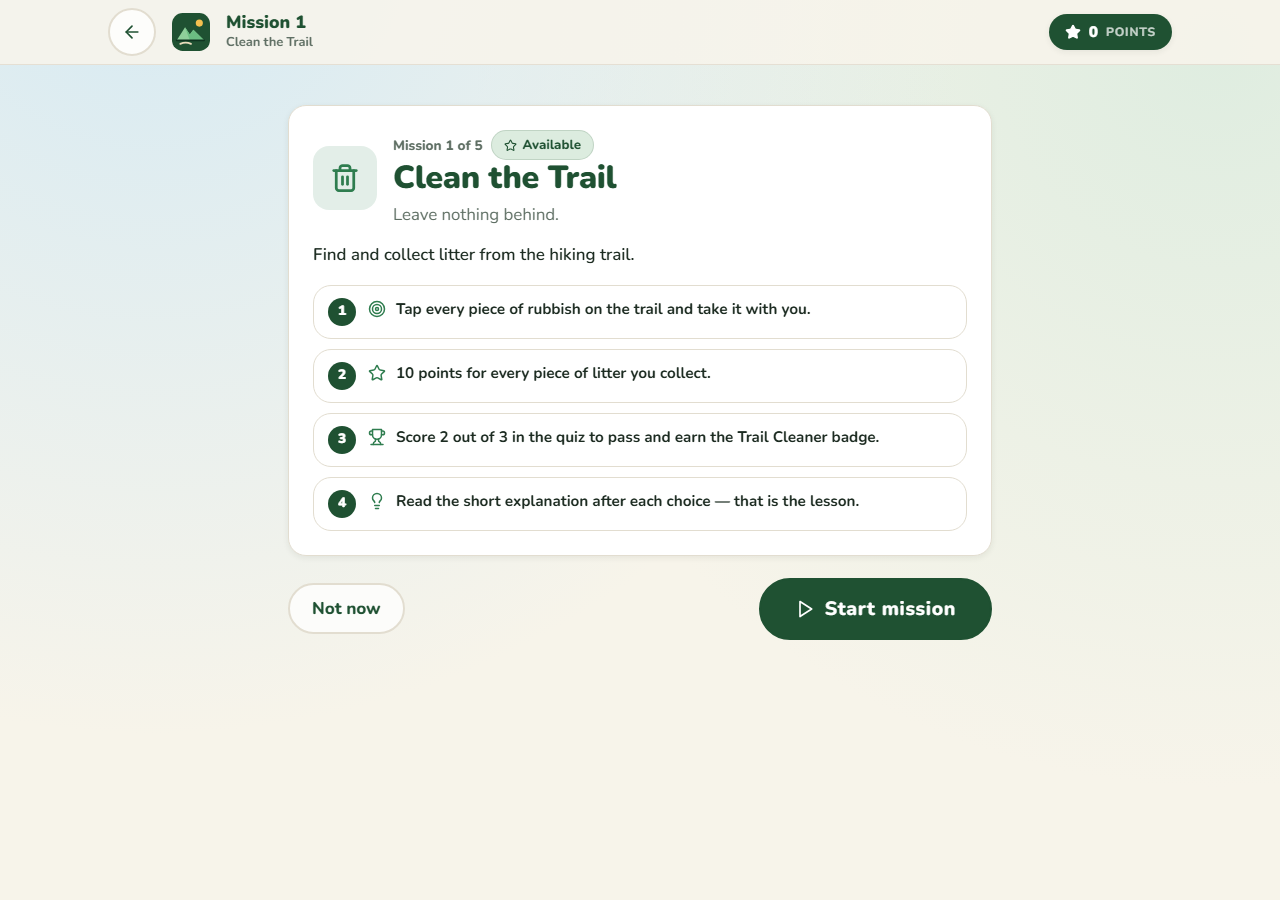 Mission 1
Clean the Trail
0 POINTS
Mission 1 of 5
Available
Clean the Trail
Leave nothing behind.
Find and collect litter from the hiking trail.
1 Tap every piece of rubbish on the trail and take it with you.
2 10 points for every piece of litter you collect.
3 Score 2 out of 3 in the quiz to pass and earn the Trail Cleaner badge.
4 Read the short explanation after each choice — that is the lesson.
Not now
Start mission